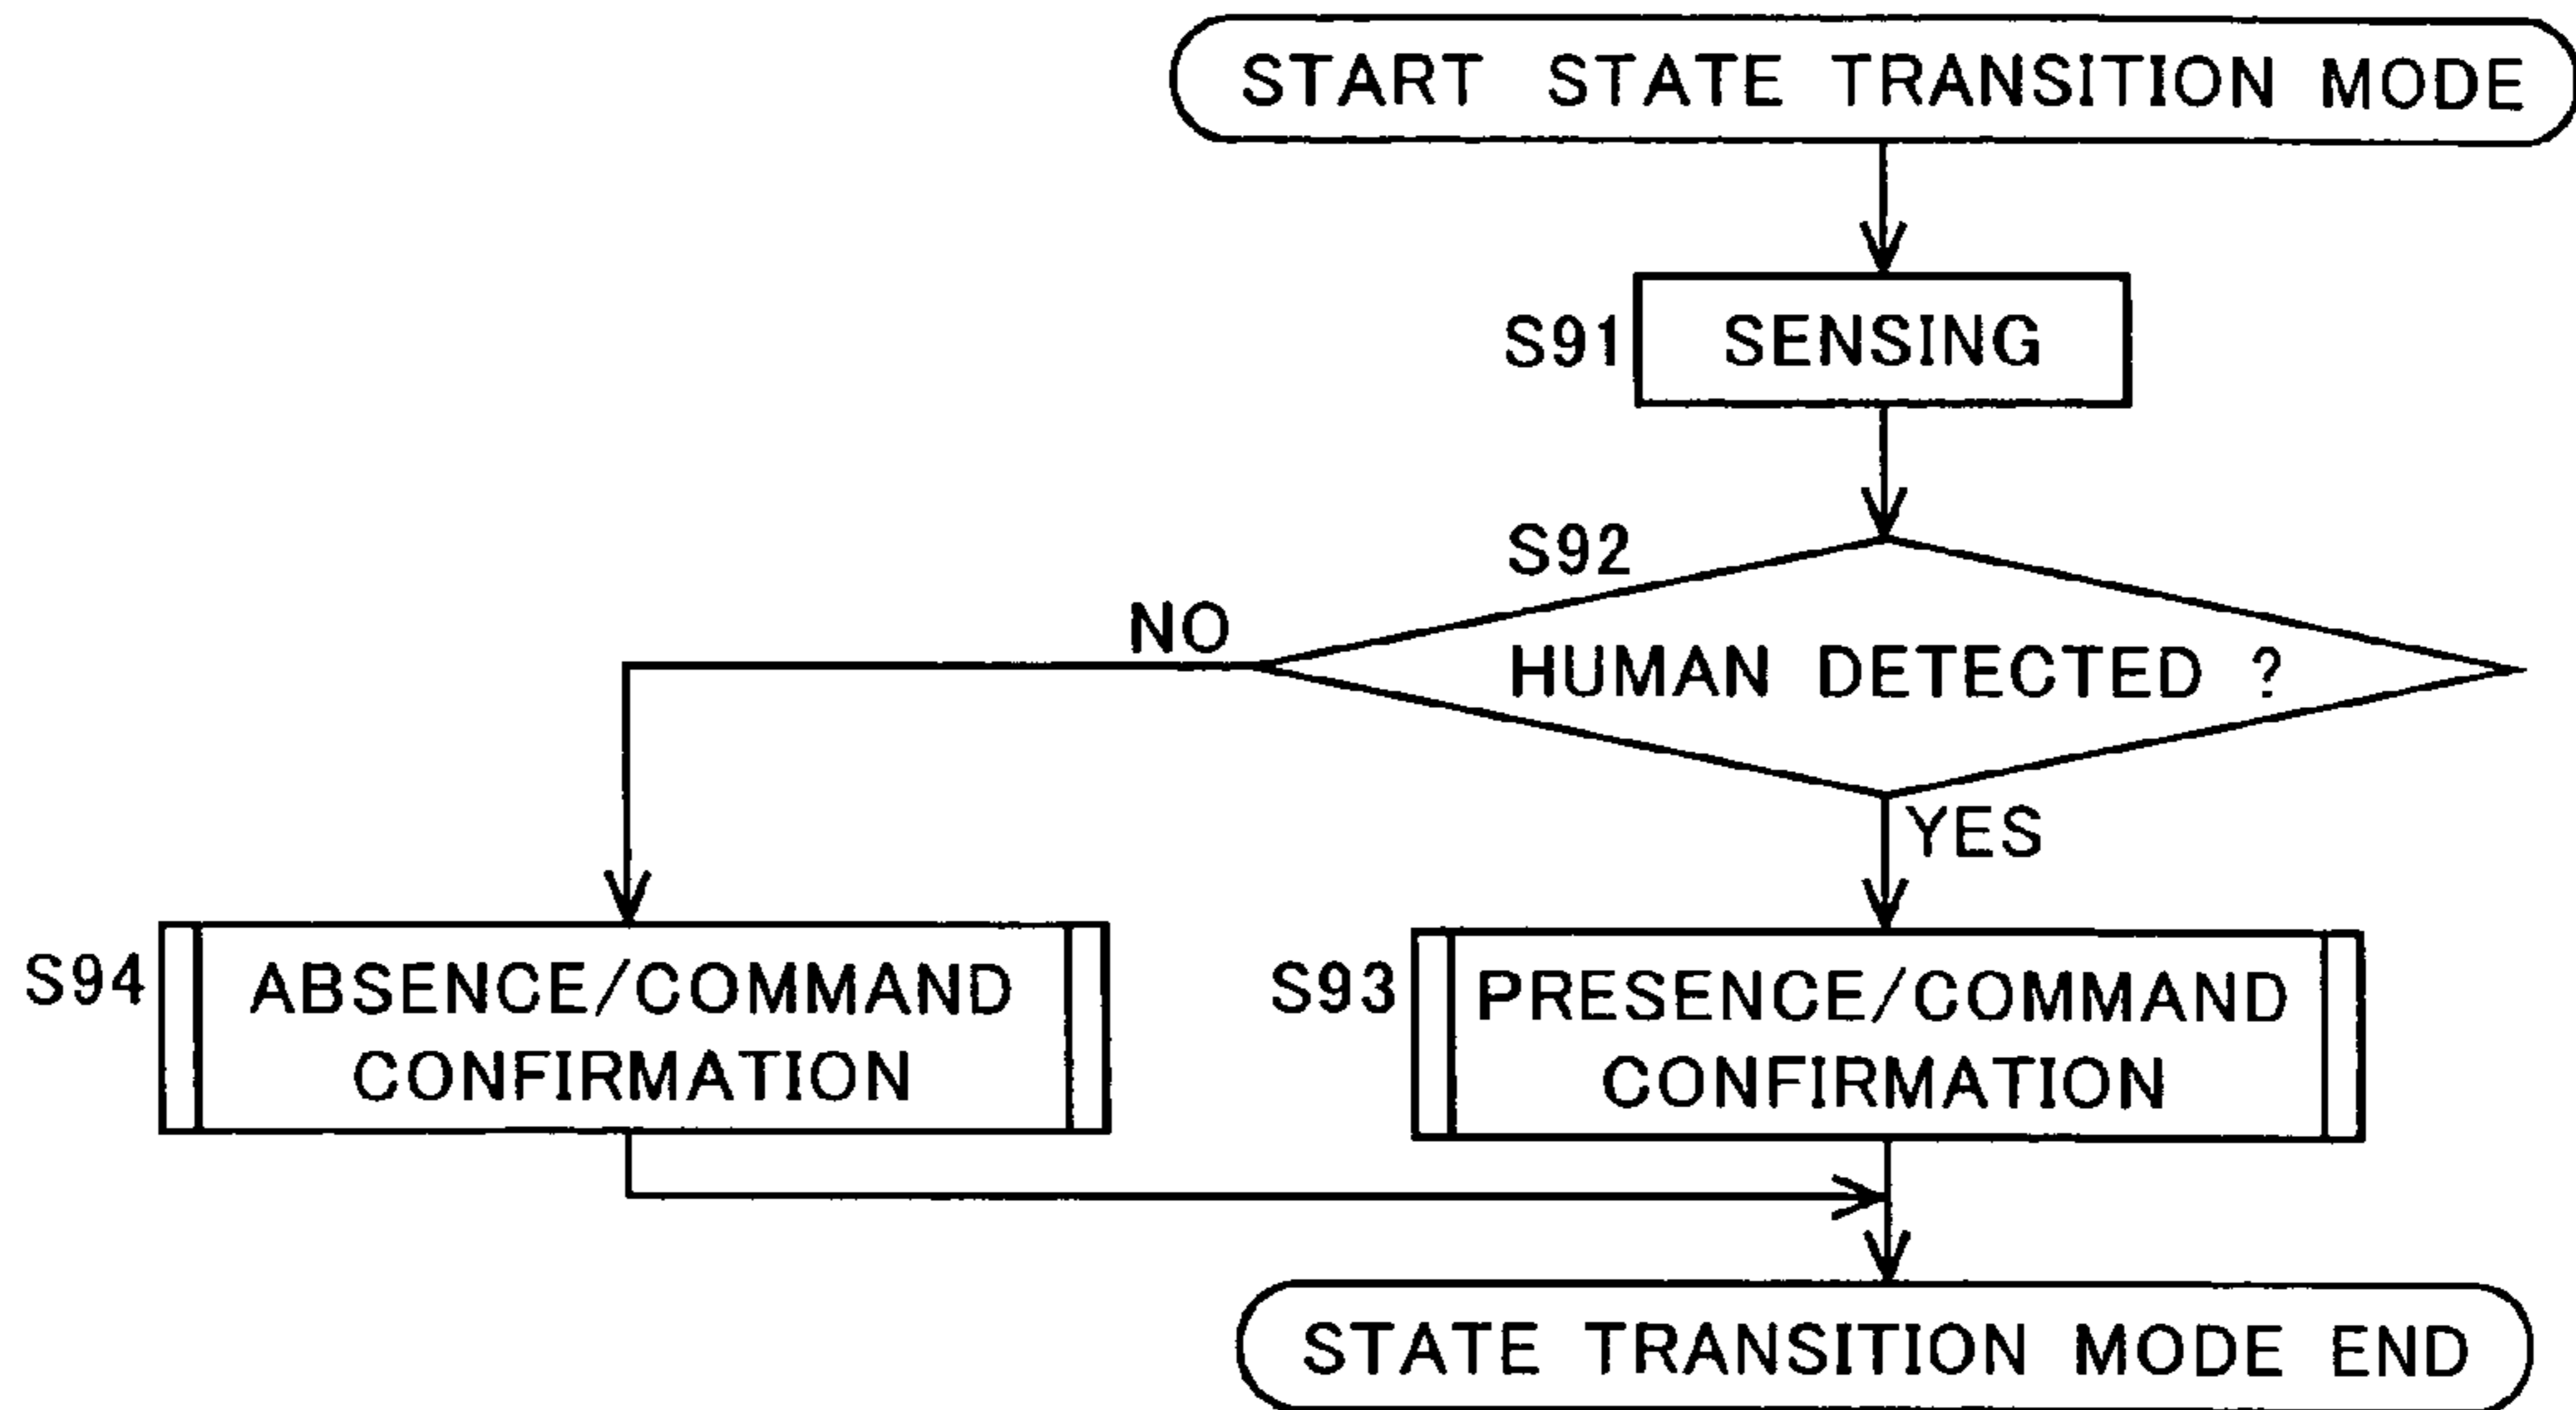 START STATE TRANSITION MODE
S91
SENSING
S92
NO
HUMAN DETECTED ?
YES
S94
ABSENCE/COMMAND
CONFIRMATION
S93
PRESENCE/COMMAND
CONFIRMATION
STATE TRANSITION MODE END